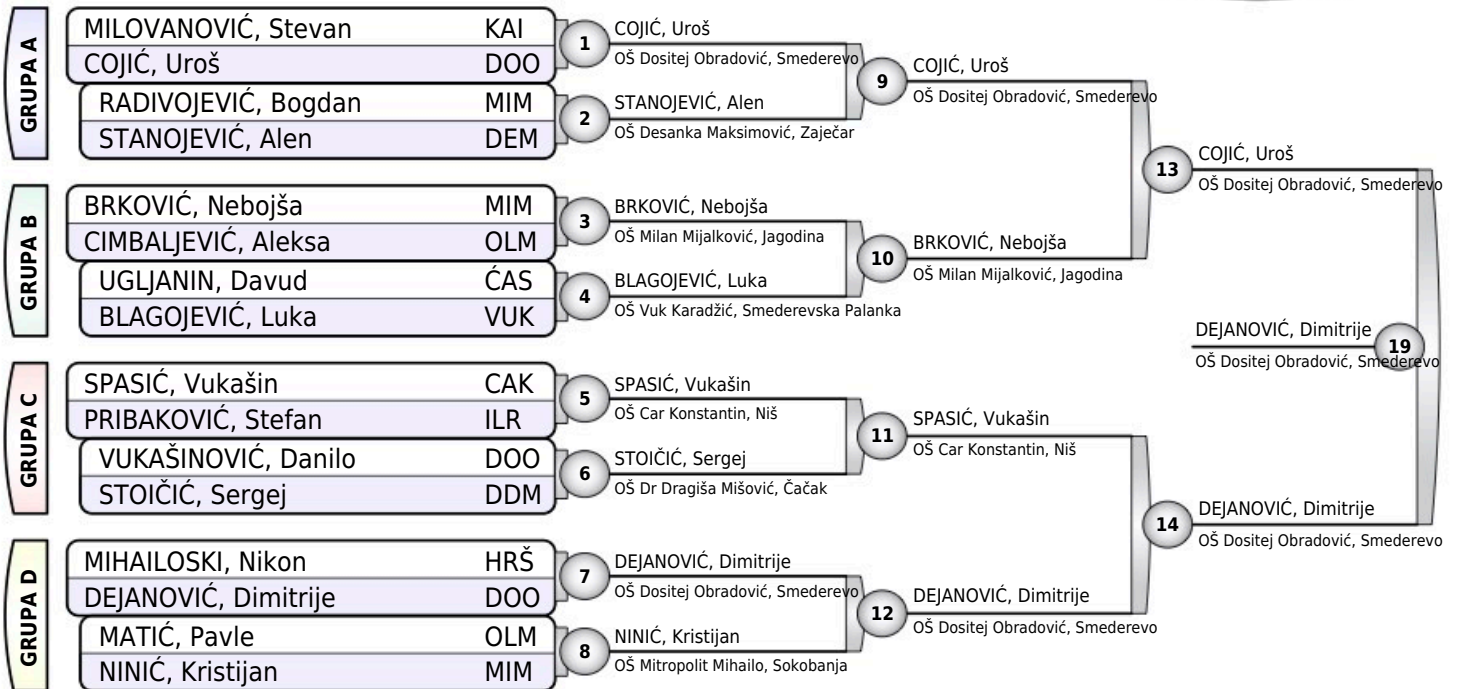 GRUPA A
MILOVANOVIĆ, Stevan KAI
COJIĆ, Uroš DOO
RADIVOJEVIĆ, Bogdan MIM
STANOJEVIĆ, Alen DEM
GRUPA B
BRKOVIĆ, Nebojša MIM
CIMBALJEVIĆ, Aleksa OLM
UGLJANIN, Davud ĆAS
BLAGOJEVIĆ, Luka VUK
GRUPA C
SPASIĆ, Vukašin CAK
PRIBAKOVIĆ, Stefan ILR
VUKAŠINOVIĆ, Danilo DOO
STOIČIĆ, Sergej DDM
GRUPA D
MIHAILOSKI, Nikon HRŠ
DEJANOVIĆ, Dimitrije DOO
MATIĆ, Pavle OLM
NINIĆ, Kristijan MIM
1
COJIĆ, Uroš
OŠ Dositej Obradović, Smederevo
2
STANOJEVIĆ, Alen
OŠ Desanka Maksimović, Zaječar
3
BRKOVIĆ, Nebojša
OŠ Milan Mijalković, Jagodina
4
BLAGOJEVIĆ, Luka
OŠ Vuk Karadžić, Smederevska Palanka
5
SPASIĆ, Vukašin
OŠ Car Konstantin, Niš
6
STOIČIĆ, Sergej
OŠ Dr Dragiša Mišović, Čačak
7
DEJANOVIĆ, Dimitrije
OŠ Dositej Obradović, Smederevo
8
NINIĆ, Kristijan
OŠ Mitropolit Mihailo, Sokobanja
9
COJIĆ, Uroš
OŠ Dositej Obradović, Smederevo
10
BRKOVIĆ, Nebojša
OŠ Milan Mijalković, Jagodina
11
SPASIĆ, Vukašin
OŠ Car Konstantin, Niš
12
DEJANOVIĆ, Dimitrije
OŠ Dositej Obradović, Smederevo
13
COJIĆ, Uroš
OŠ Dositej Obradović, Smederevo
14
DEJANOVIĆ, Dimitrije
OŠ Dositej Obradović, Smederevo
DEJANOVIĆ, Dimitrije
19
OŠ Dositej Obradović, Smederevo